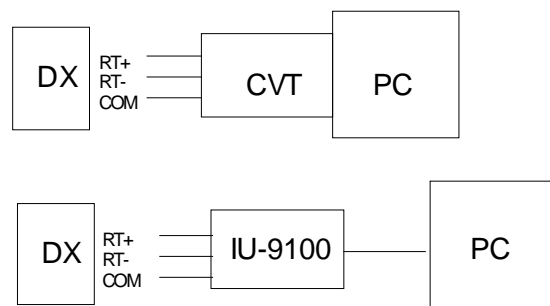 DX
RT+
RT-
COM
CVT
PC
DX
RT+
RT-
COM
IU-9100
PC